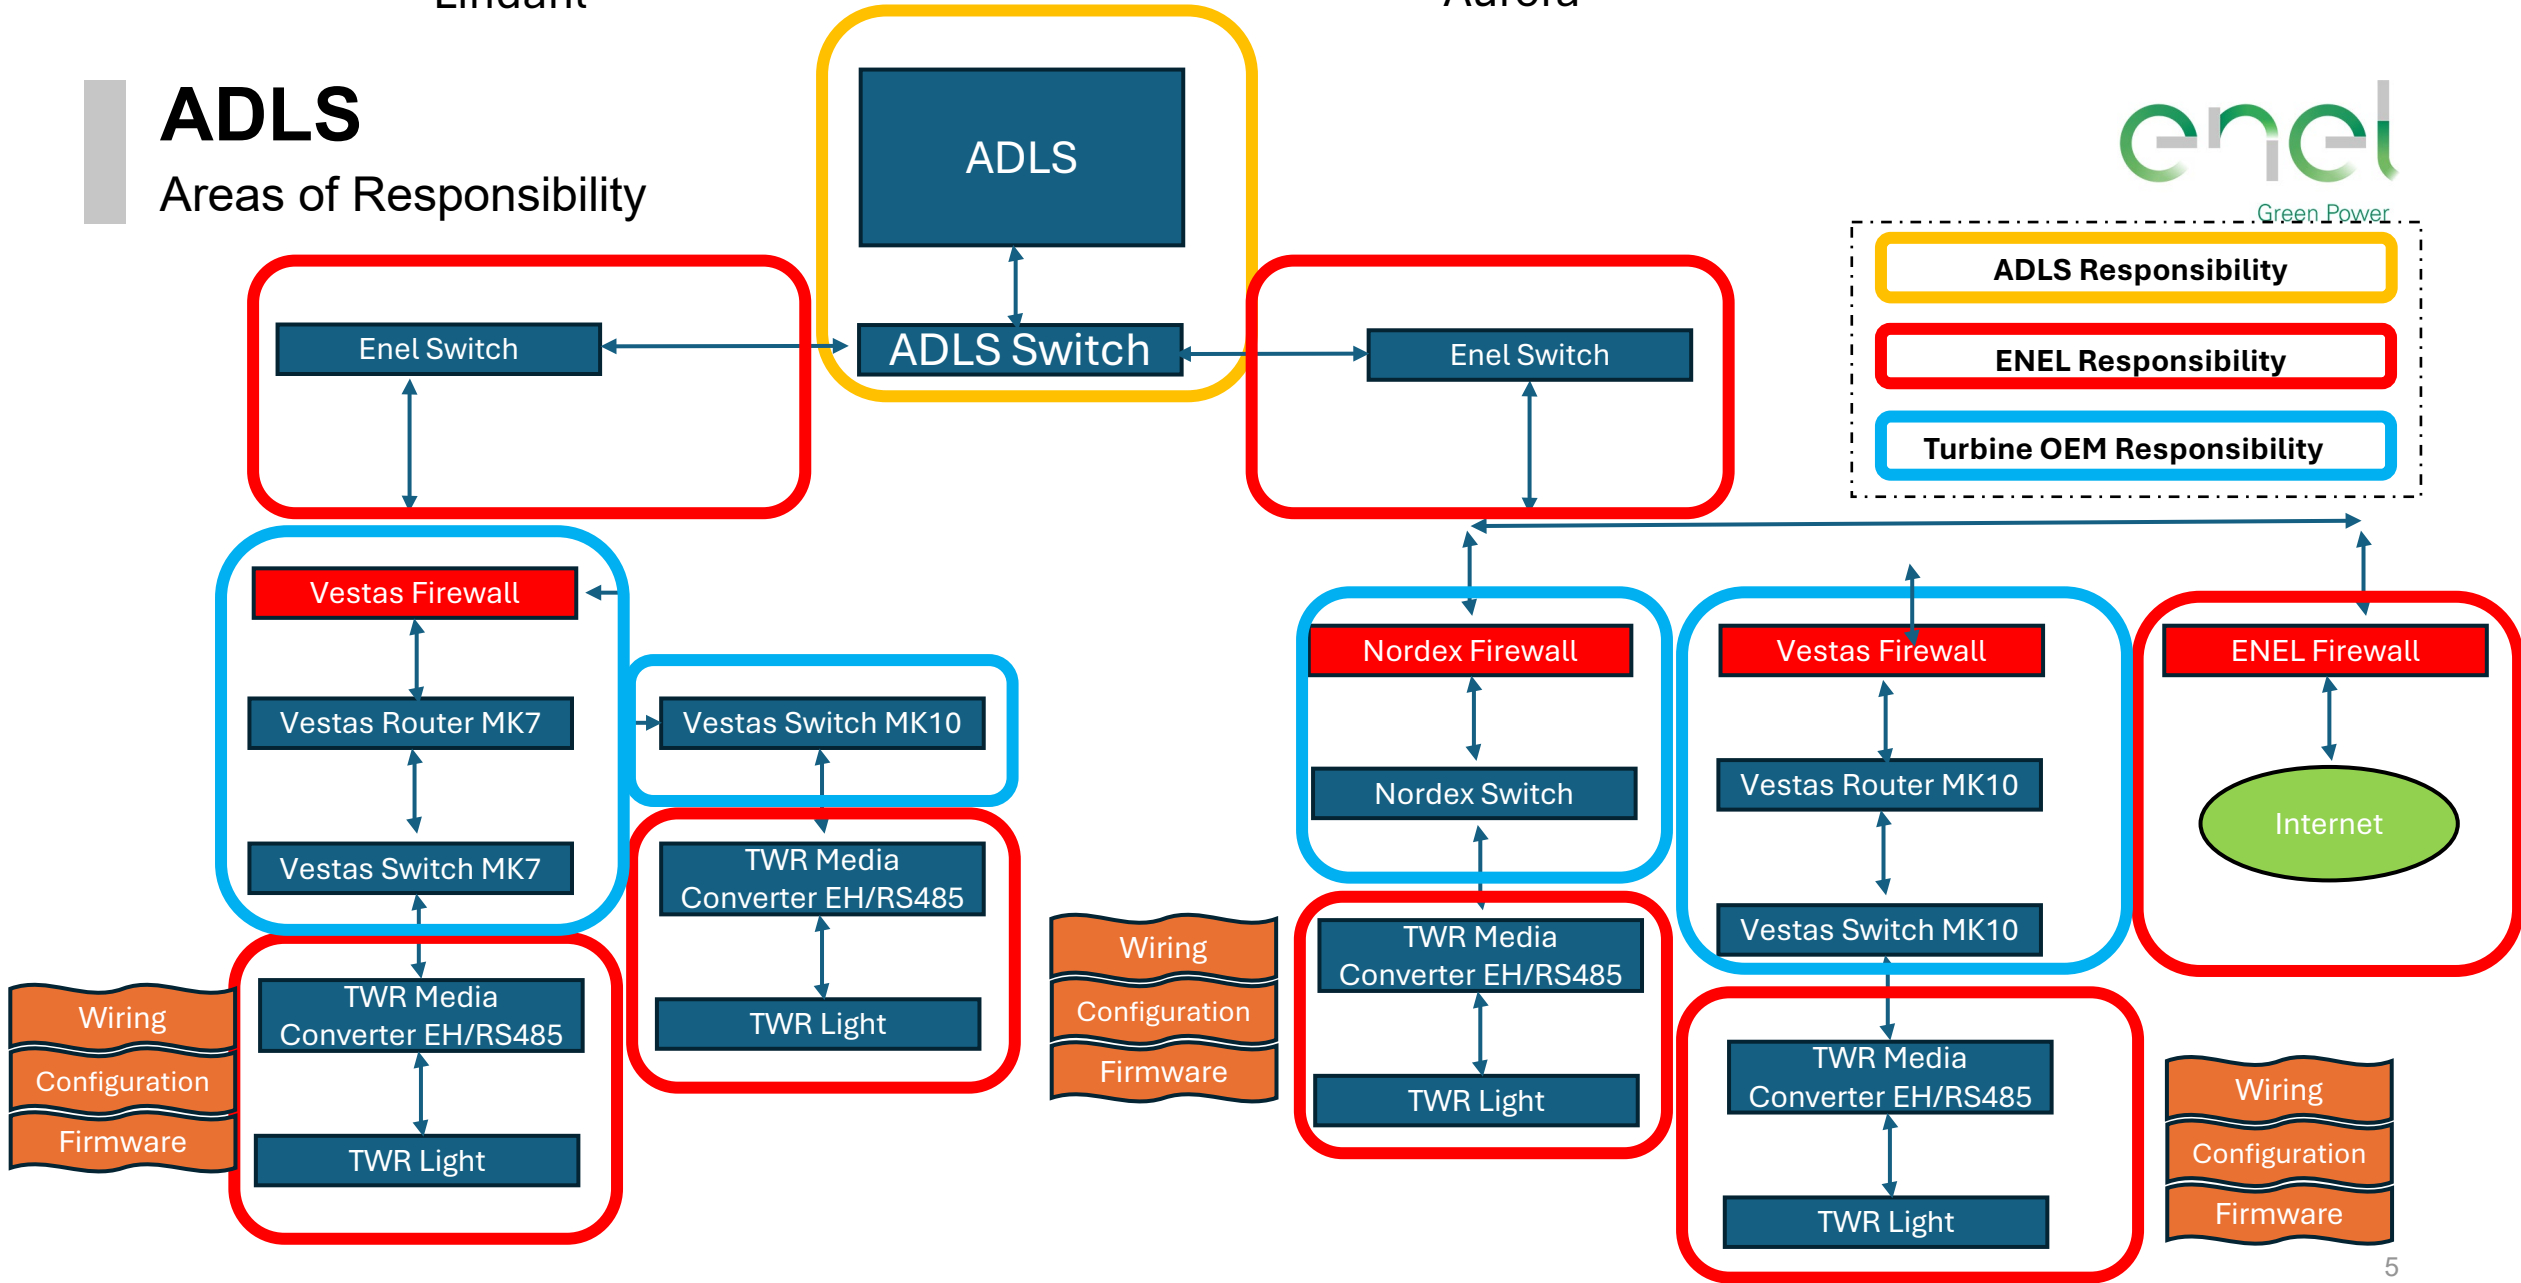 ADLS
Areas of Responsibility
enel
Green Power
ADLS
ADLS Switch
Enel Switch
Enel Switch
ADLS Responsibility
ENEL Responsibility
Turbine OEM Responsibility
Vestas Firewall
Vestas Router MK7
Vestas Switch MK7
Vestas Switch MK10
TWR Media
Converter EH/RS485
TWR Light
TWR Media
Converter EH/RS485
TWR Light
Wiring
Configuration
Firmware
Nordex Firewall
Nordex Switch
TWR Media
Converter EH/RS485
TWR Light
Wiring
Configuration
Firmware
Vestas Firewall
Vestas Router MK10
Vestas Switch MK10
TWR Media
Converter EH/RS485
TWR Light
Wiring
Configuration
Firmware
ENEL Firewall
Internet
5